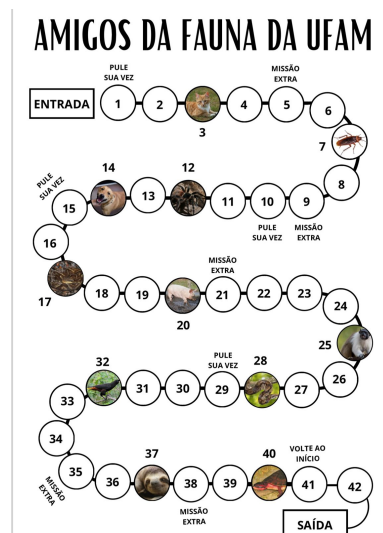 AMIGOS DA FAUNA DA UFAM
PULE
SUA VEZ
MISSÃO
EXTRA
ENTRADA
1
2
3
4
5
6
7
8
9
MISSÃO
EXTRA
10
PULE
SUA VEZ
11
12
13
14
15
PULE
SUA VEZ
16
17
18
19
20
21
MISSÃO
EXTRA
22
23
24
25
26
27
28
29
PULE
SUA VEZ
30
31
32
33
34
35
MISSÃO
EXTRA
36
37
38
MISSÃO
EXTRA
39
40
41
VOLTE AO
INÍCIO
42
SAÍDA